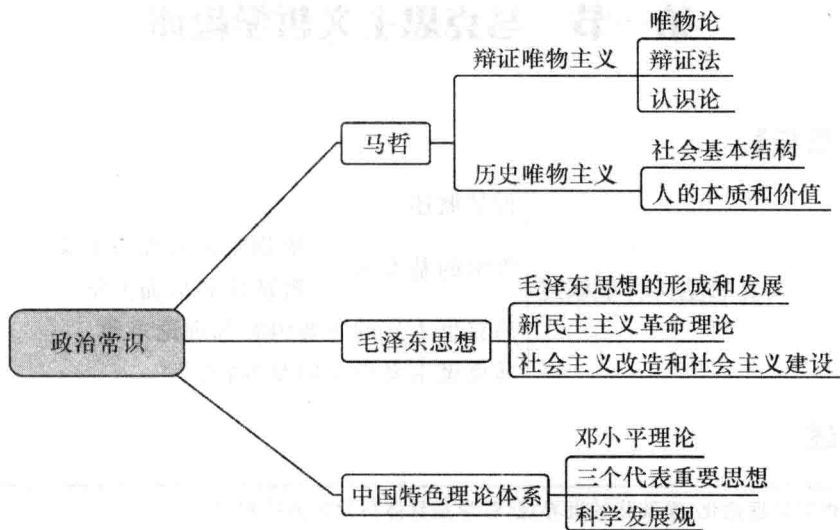 唯物论
辩证唯物主义
辩证法
认识论
马哲
社会基本结构
历史唯物主义
人的本质和价值
毛泽东思想的形成和发展
政治常识
毛泽东思想
新民主主义革命理论
社会主义改造和社会主义建设
邓小平理论
中国特色理论体系
三个代表重要思想
科学发展观